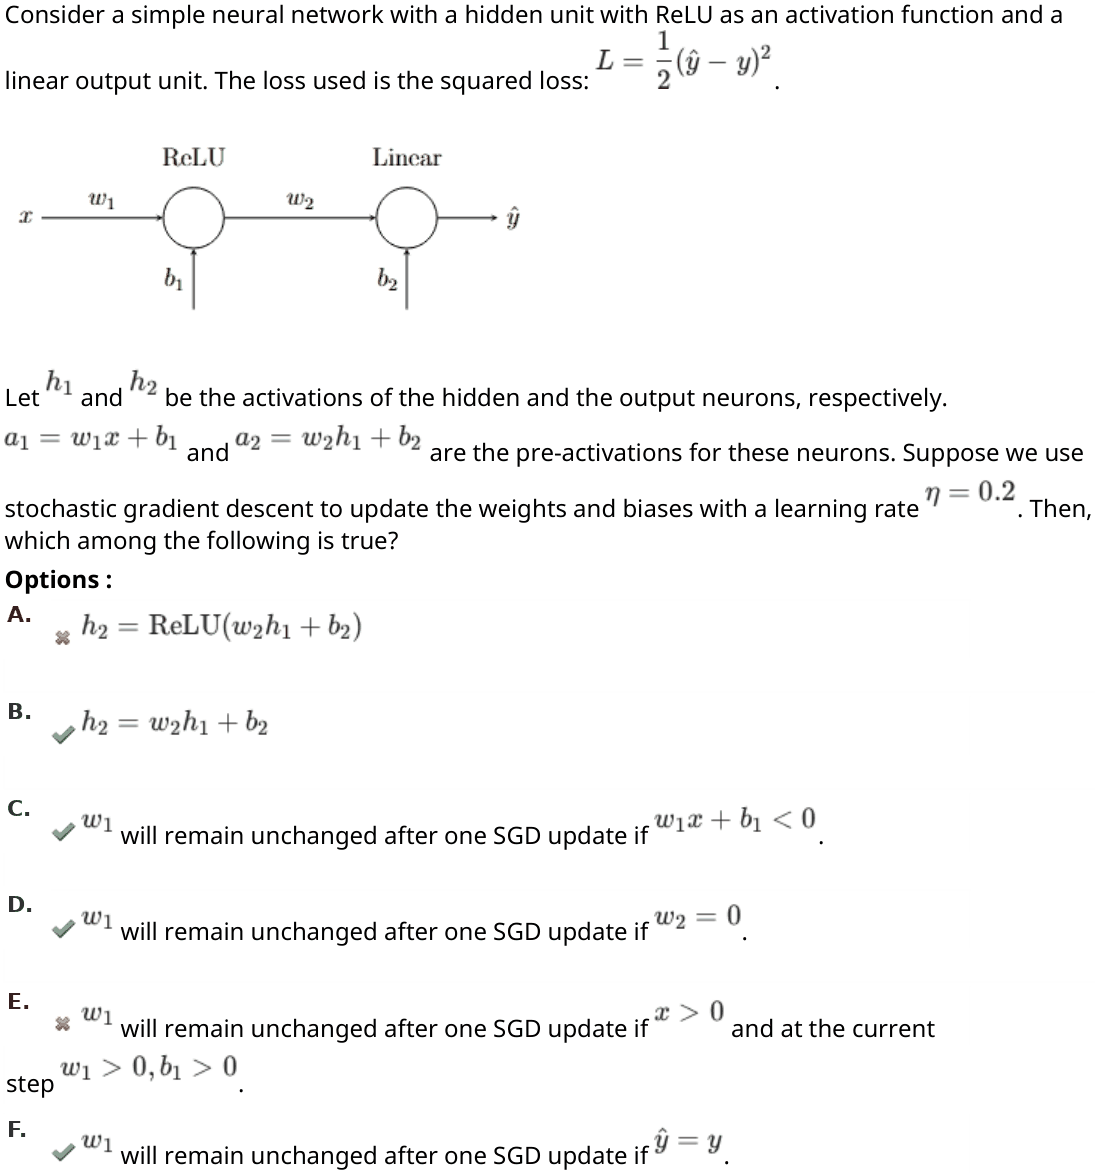 Consider a simple neural network with a hidden unit with ReLU as an activation function and a
linear output unit. The loss used is the squared loss: L = \frac{1}{2}(ŷ − y)².
ReLU Linear
x w₁ w₂ ŷ
b₁ b₂
Let h₁ and h₂ be the activations of the hidden and the output neurons, respectively.
a₁ = w₁x + b₁ and a₂ = w₂h₁ + b₂ are the pre-activations for these neurons. Suppose we use
stochastic gradient descent to update the weights and biases with a learning rate η = 0.2. Then,
which among the following is true?
Options :
A. ✖ h₂ = ReLU(w₂h₁ + b₂)
B. ✔ h₂ = w₂h₁ + b₂
C. ✔ w₁ will remain unchanged after one SGD update if w₁x + b₁ < 0.
D. ✔ w₁ will remain unchanged after one SGD update if w₂ = 0.
E. ✖ w₁ will remain unchanged after one SGD update if x > 0 and at the current
step w₁ > 0, b₁ > 0.
F. ✔ w₁ will remain unchanged after one SGD update if ŷ = y.